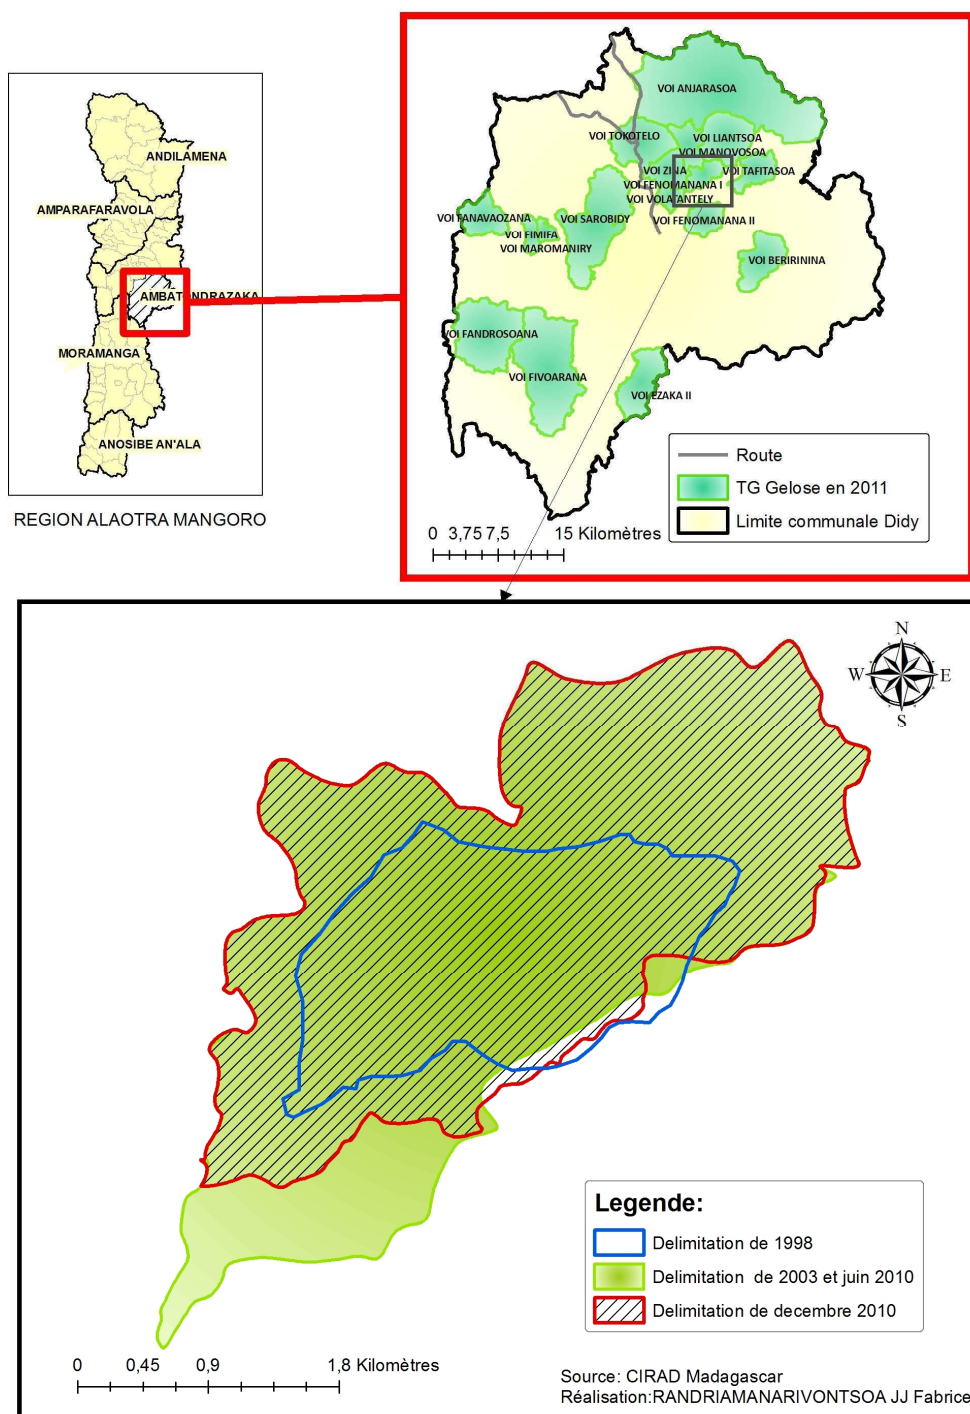 ANDILAMENA
AMPARAFARAVOLA
AMBATONDRAZAKA
MORAMANGA
ANOSIBE AN'ALA
REGION ALAOTRA MANGORO
VOI ANJARASOA
VOI TOKOTELO
VOI LIANTSOA
VOI MANOVOSOA
VOI ZINA
VOI TAFITASOA
VOI FENOMANANA I
VOI VOLA ANTELY
VOI FANAVAOZANA
VOI SAROBIDY
VOI FENOMANANA II
VOI FIMIFA
VOI MAROMANIRY
VOI BERIRININA
VOI FANDROSOANA
VOI FIVOARANA
VOI EZAKA II
Route
TG Gelose en 2011
Limite communale Didy
0 3,75 7,5 15 Kilomètres
N
W E
S
Legende:
Delimitation de 1998
Delimitation de 2003 et juin 2010
Delimitation de decembre 2010
0 0,45 0,9 1,8 Kilomètres
Source: CIRAD Madagascar
Réalisation:RANDRIAMANARIVONTSOA JJ Fabrice